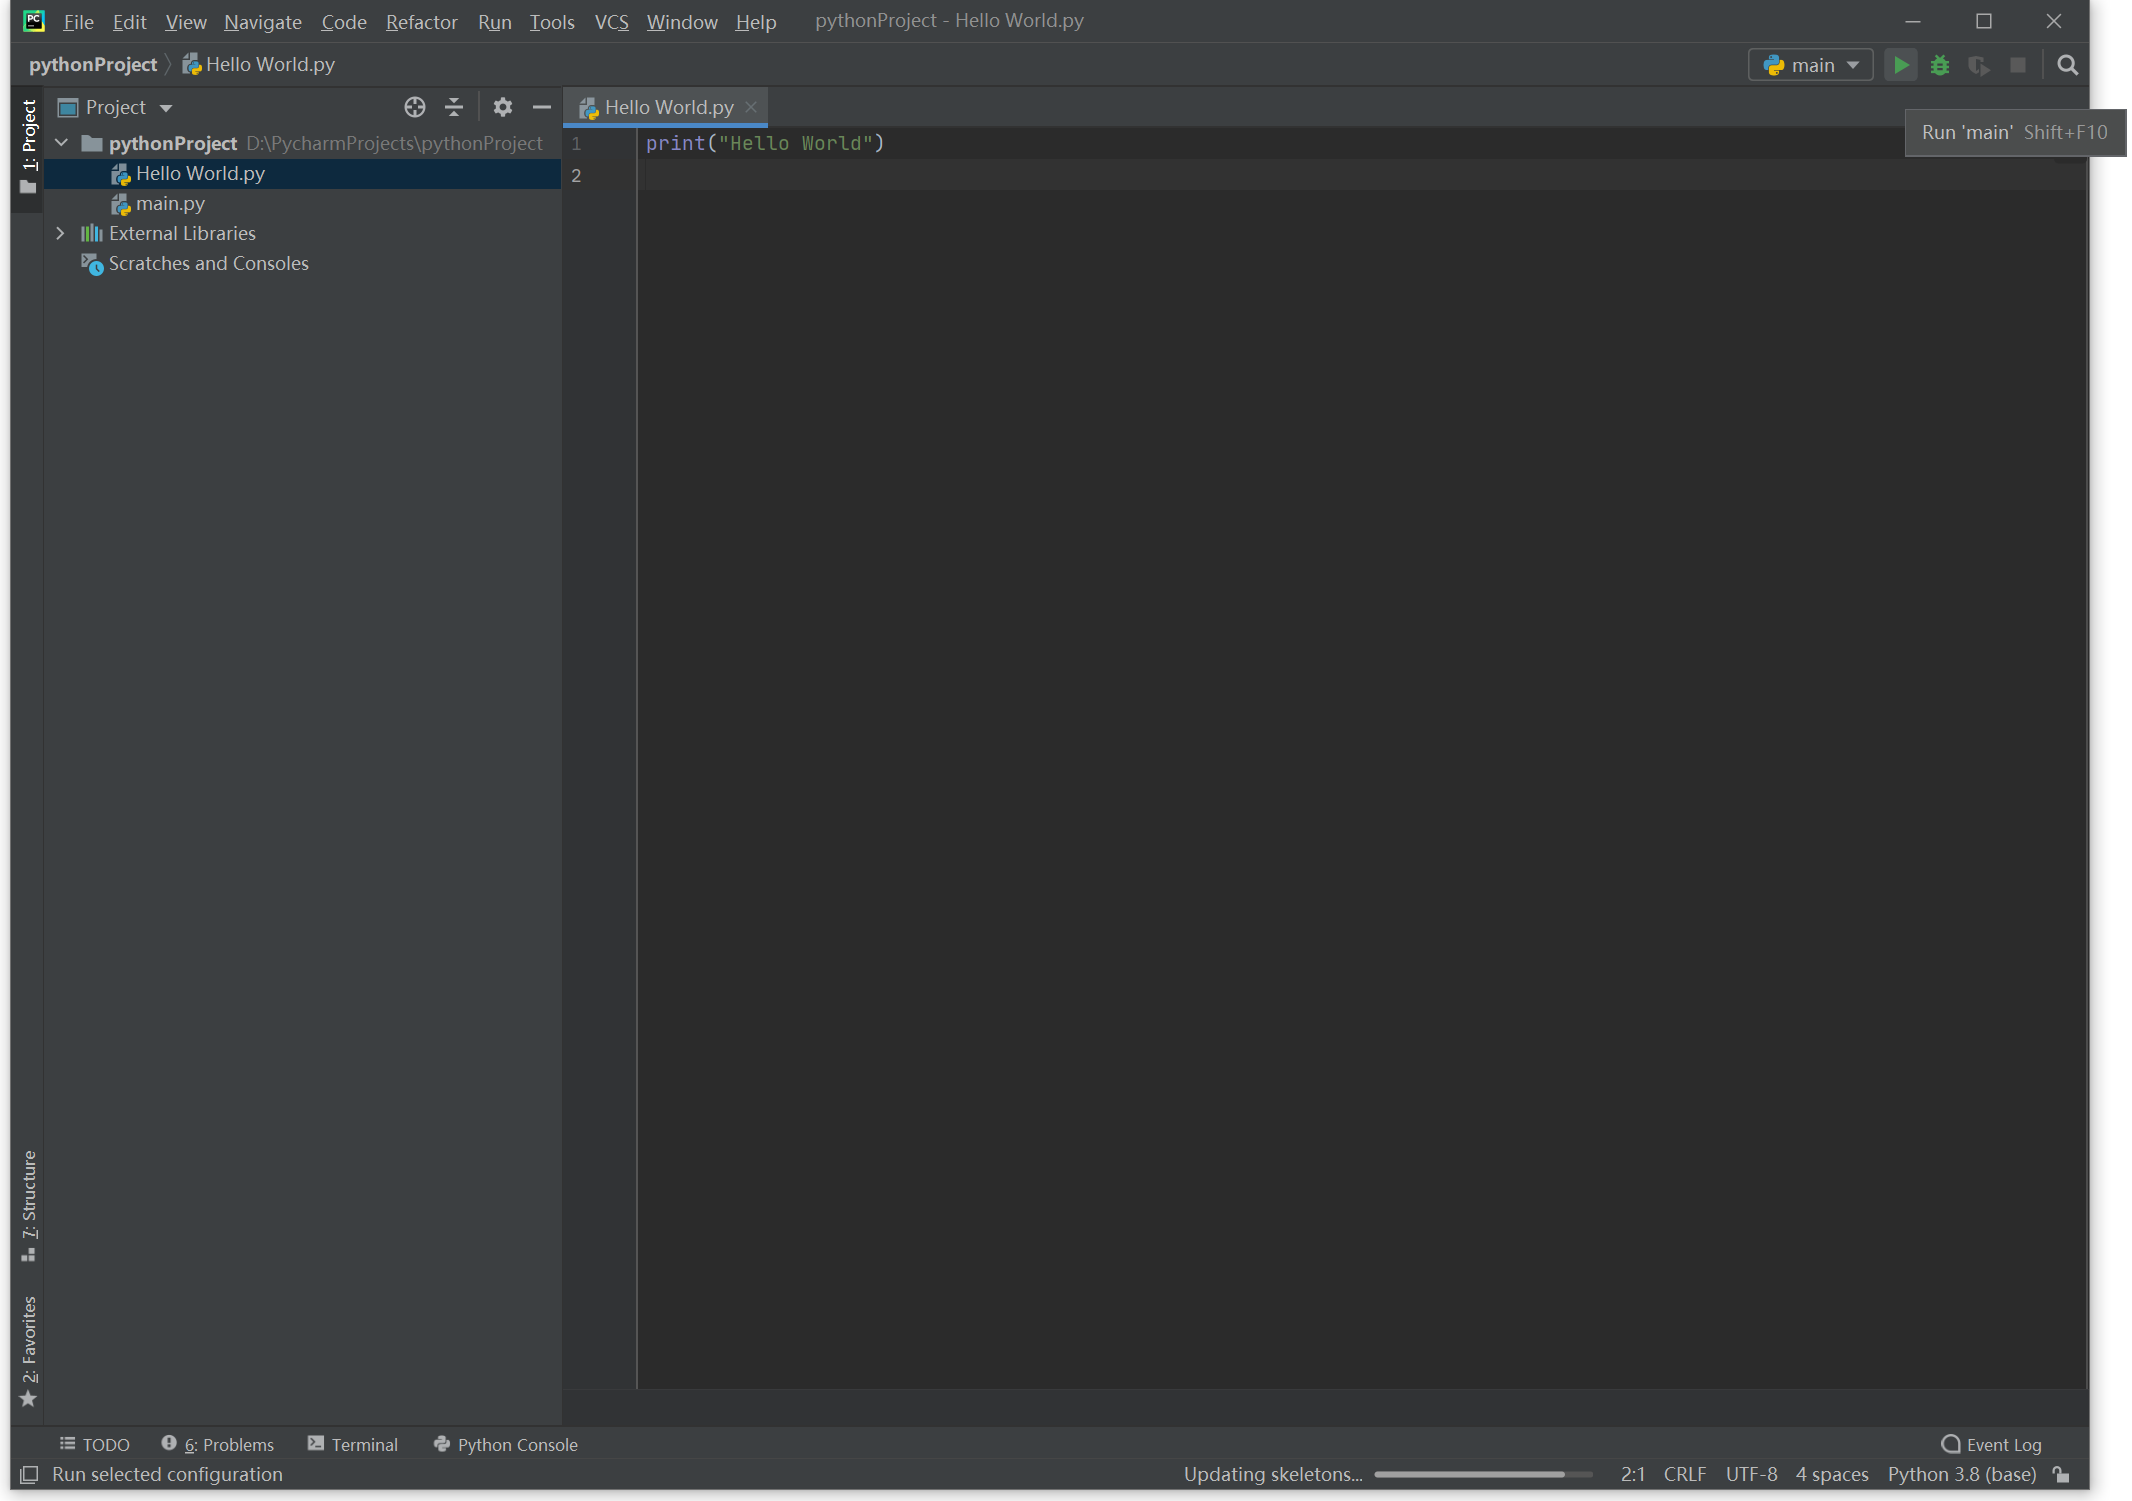 PC File Edit View Navigate Code Refactor Run Tools VCS Window Help pythonProject - Hello World.py
pythonProject Hello World.py main
1: Project
Project
Hello World.py
Run 'main' Shift+F10
pythonProject D:\PycharmProjects\pythonProject
Hello World.py
main.py
External Libraries
Scratches and Consoles
1 print("Hello World")
2
7: Structure
2: Favorites
TODO 6: Problems Terminal Python Console Event Log
Run selected configuration Updating skeletons... 2:1 CRLF UTF-8 4 spaces Python 3.8 (base)